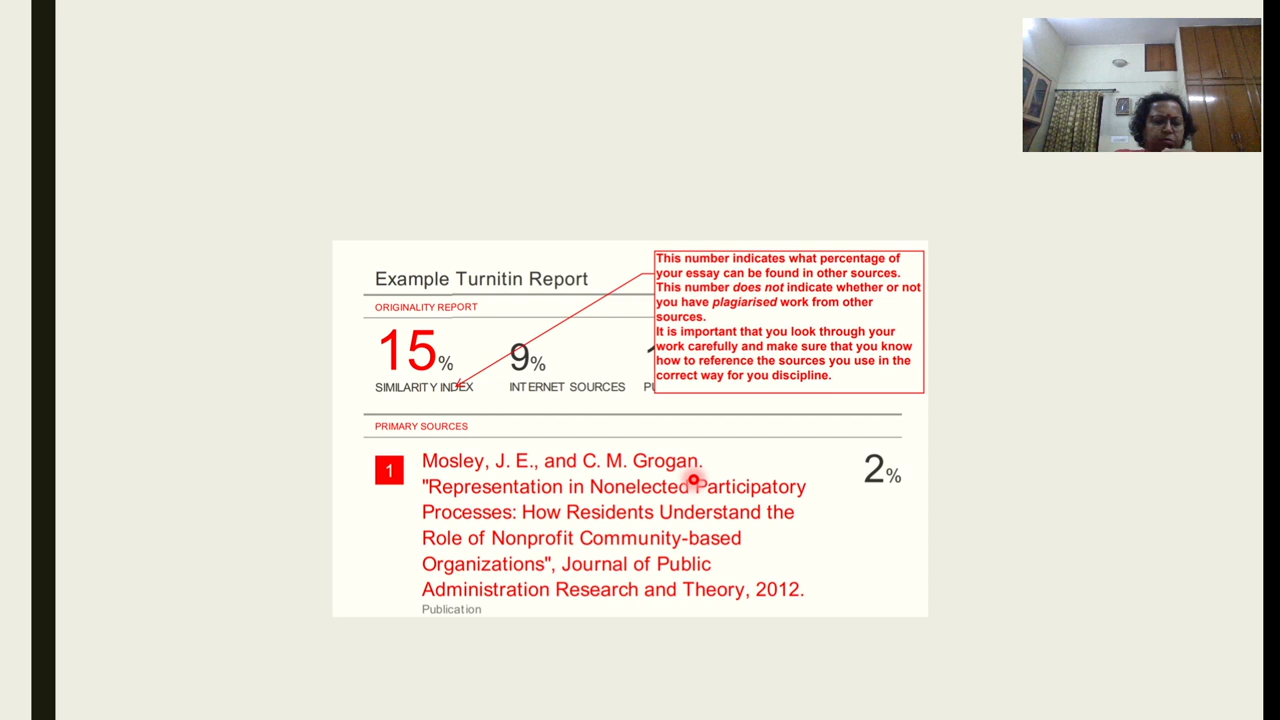 Example Turnitin Report
ORIGINALITY REPORT
15%
SIMILARITY INDEX
9%
INTERNET SOURCES
This number indicates what percentage of
your essay can be found in other sources.
This number does not indicate whether or not
you have plagiarised work from other
sources.
It is important that you look through your
work carefully and make sure that you know
how to reference the sources you use in the
correct way for you discipline.
PRIMARY SOURCES
1
Mosley, J. E., and C. M. Grogan.
"Representation in Nonelected Participatory
Processes: How Residents Understand the
Role of Nonprofit Community-based
Organizations", Journal of Public
Administration Research and Theory, 2012.
Publication
2%